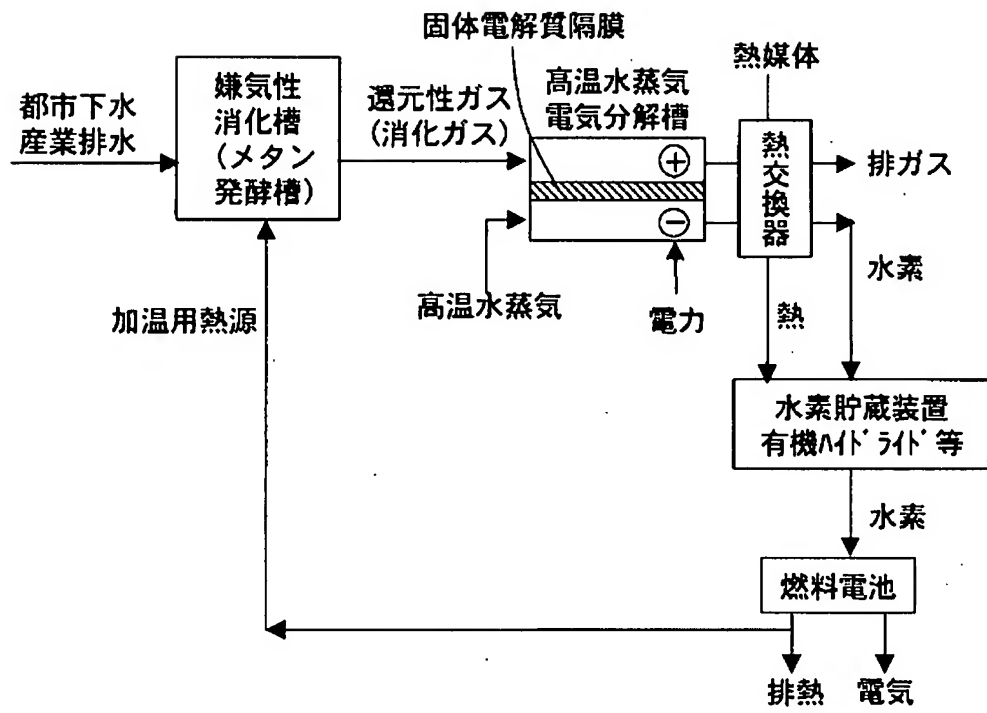 固体電解質隔膜
都市下水
産業排水
嫌気性
消化槽
（メタン
発酵槽）
還元性ガス
（消化ガス）
高温水蒸気
電気分解槽
熱媒体
＋
－
熱交換器
排ガス
水素
高温水蒸気
電力
熱
加温用熱源
水素貯蔵装置
有機ﾊｲﾄﾞﾗｲﾄﾞ等
水素
燃料電池
排熱
電気